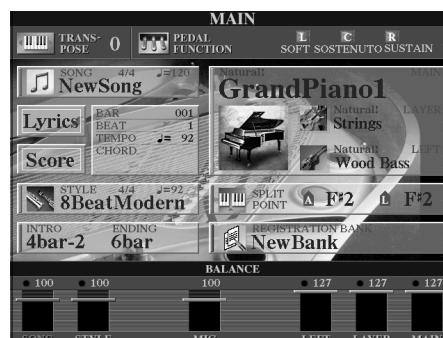 MAIN
TRANS-
POSE 0
PEDAL
FUNCTION
L C R
SOFT SOSTENUTO SUSTAIN
SONG 4/4 ♩=120
NewSong
Lyrics
BAR 001
BEAT 1
TEMPO ♩= 92
CHORD
Score
Natural! MAIN
GrandPiano1
Natural! LAYER
Strings
Natural! LEFT
Wood Bass
STYLE 4/4 ♩=92
8BeatModern
SPLIT
POINT A F#2 L F#2
INTRO ENDING
4bar-2 6bar
REGISTRATION BANK
NewBank
BALANCE
100 100 100 127 127 127
SONG STYLE MIC LEFT LAYER MAIN